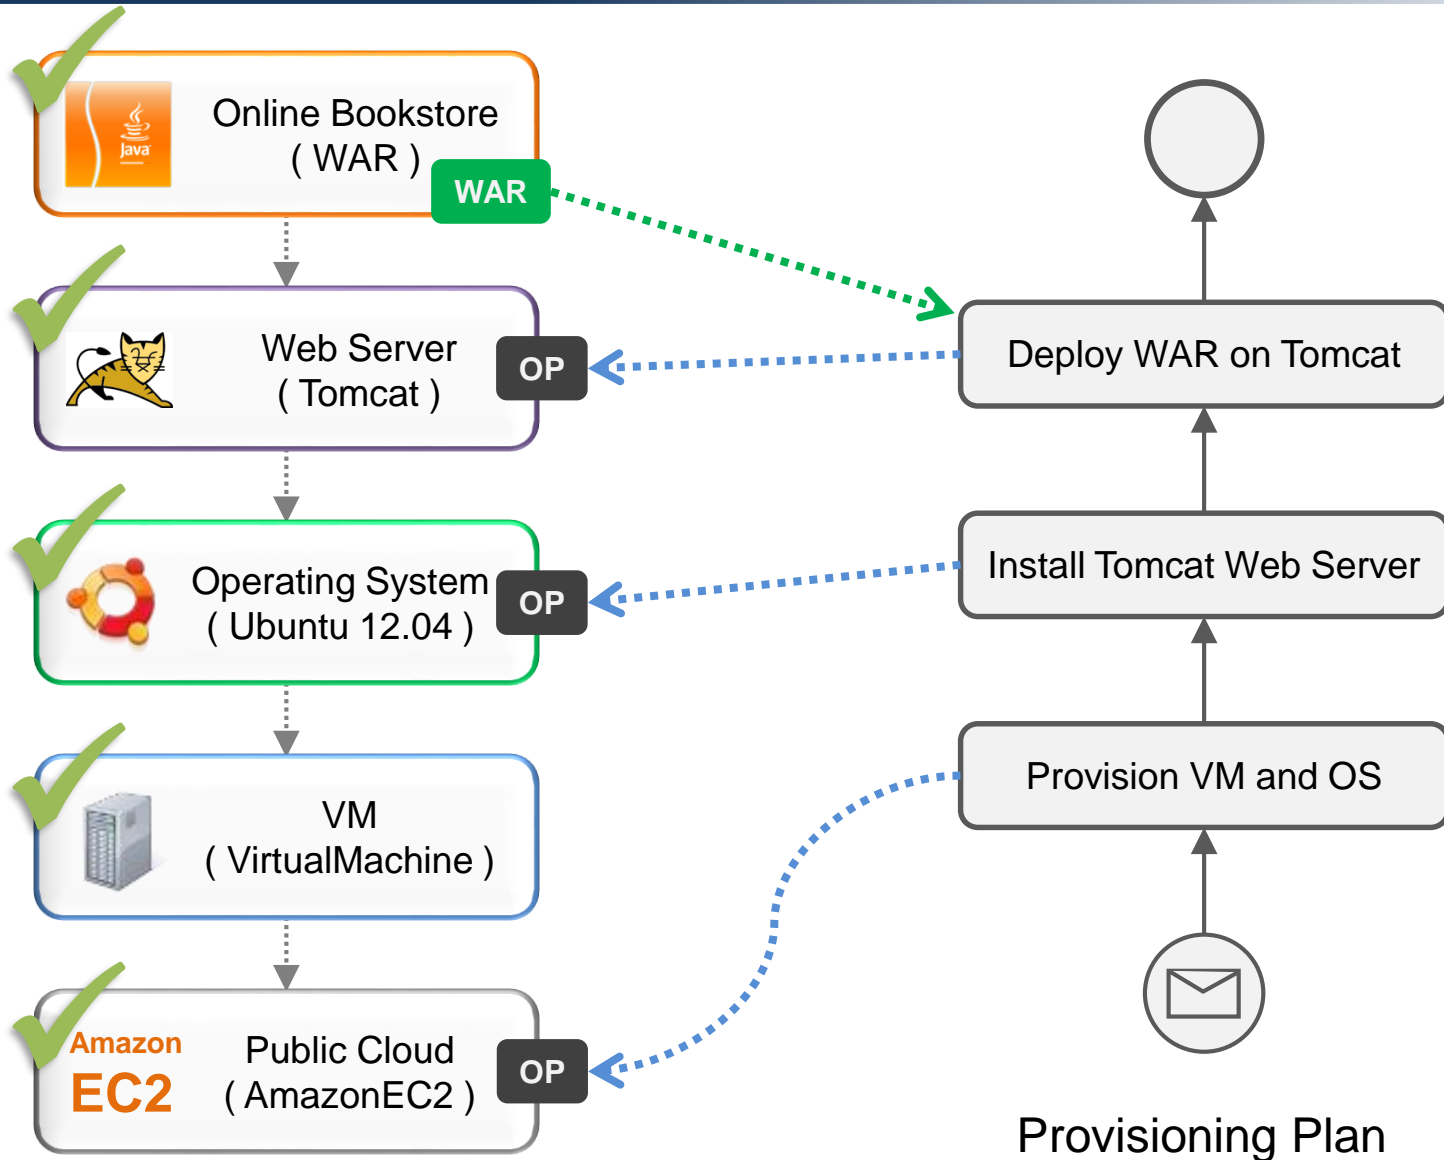 Java
Online Bookstore
( WAR )
WAR
Web Server
( Tomcat )
OP
Operating System
( Ubuntu 12.04 )
OP
VM
( VirtualMachine )
Amazon
EC2
Public Cloud
( AmazonEC2 )
OP
Deploy WAR on Tomcat
Install Tomcat Web Server
Provision VM and OS
Provisioning Plan